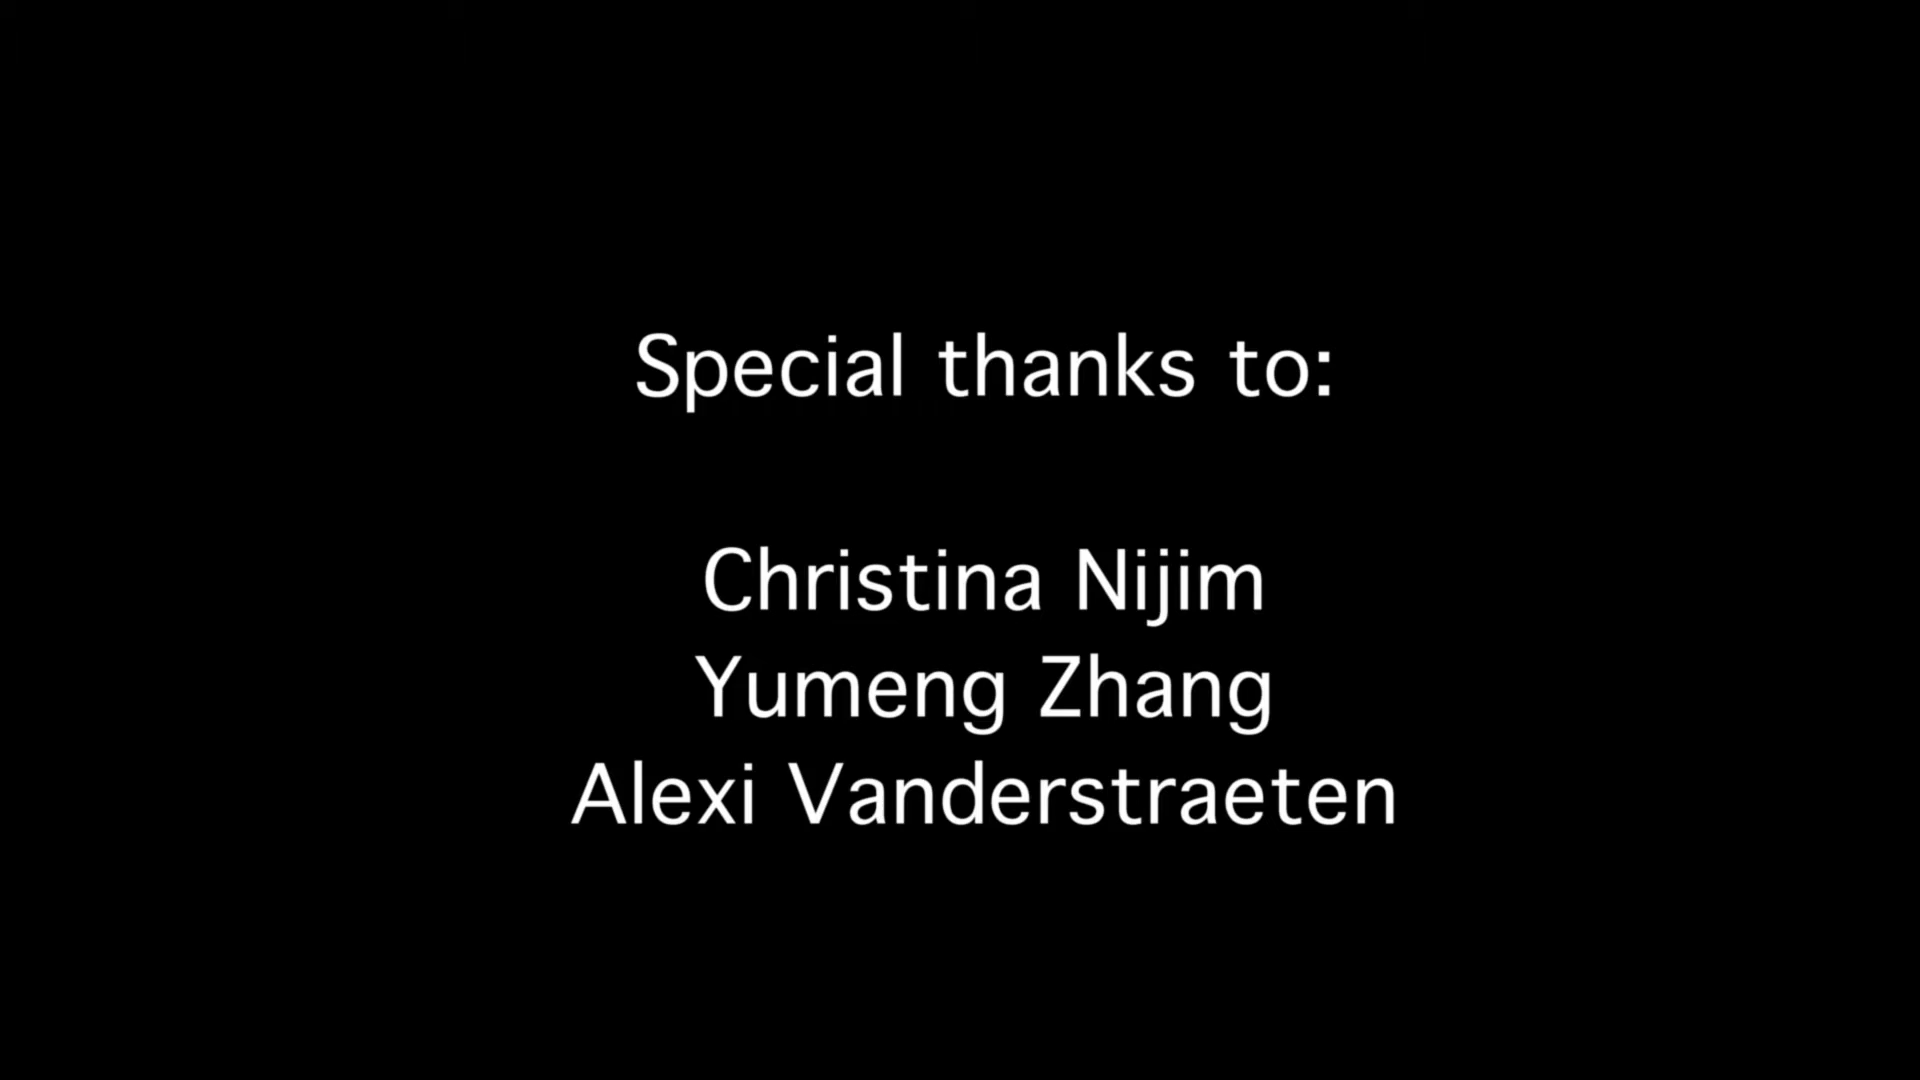 Special thanks to:
Christina Nijim
Yumeng Zhang
Alexi Vanderstraeten